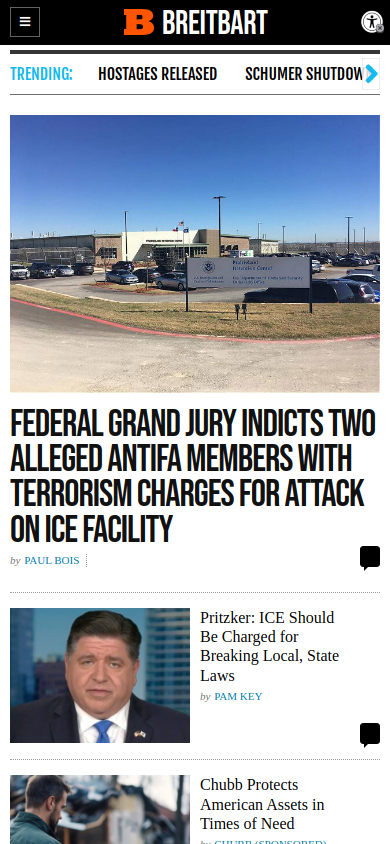 BREITBART
TRENDING: HOSTAGES RELEASED SCHUMER SHUTDOW
FEDERAL GRAND JURY INDICTS TWO
ALLEGED ANTIFA MEMBERS WITH
TERRORISM CHARGES FOR ATTACK
ON ICE FACILITY
by PAUL BOIS
Pritzker: ICE Should
Be Charged for
Breaking Local, State
Laws
by PAM KEY
Chubb Protects
American Assets in
Times of Need
by CHUBB (SPONSORED)